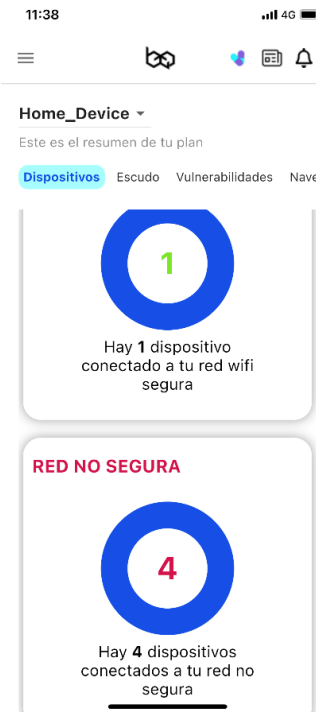 11:38
4G
Home_Device
Este es el resumen de tu plan
Dispositivos Escudo Vulnerabilidades Nave
1
Hay 1 dispositivo
conectado a tu red wifi
segura
RED NO SEGURA
4
Hay 4 dispositivos
conectados a tu red no
segura